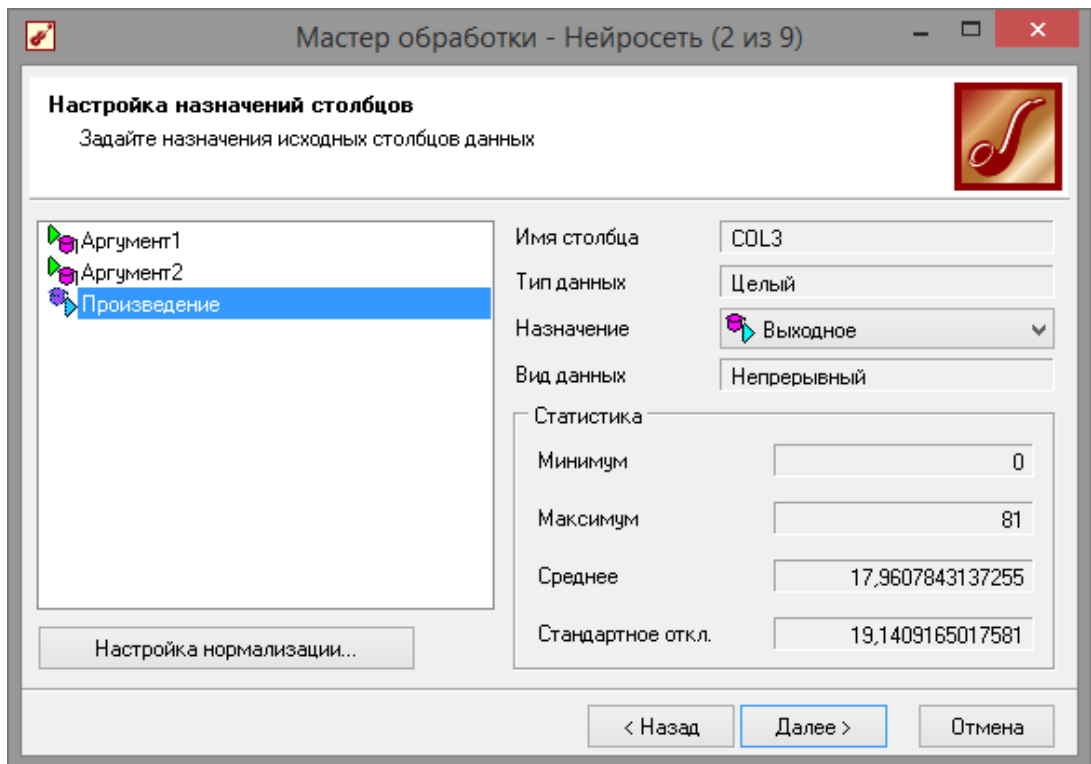 Мастер обработки - Нейросеть (2 из 9)
Настройка назначений столбцов
Задайте назначения исходных столбцов данных
Аргумент1
Аргумент2
Произведение
Настройка нормализации...
Имя столбца COL3
Тип данных Целый
Назначение Выходное
Вид данных Непрерывный
Статистика
Минимум 0
Максимум 81
Среднее 17,9607843137255
Стандартное откл. 19,1409165017581
< Назад Далее > Отмена